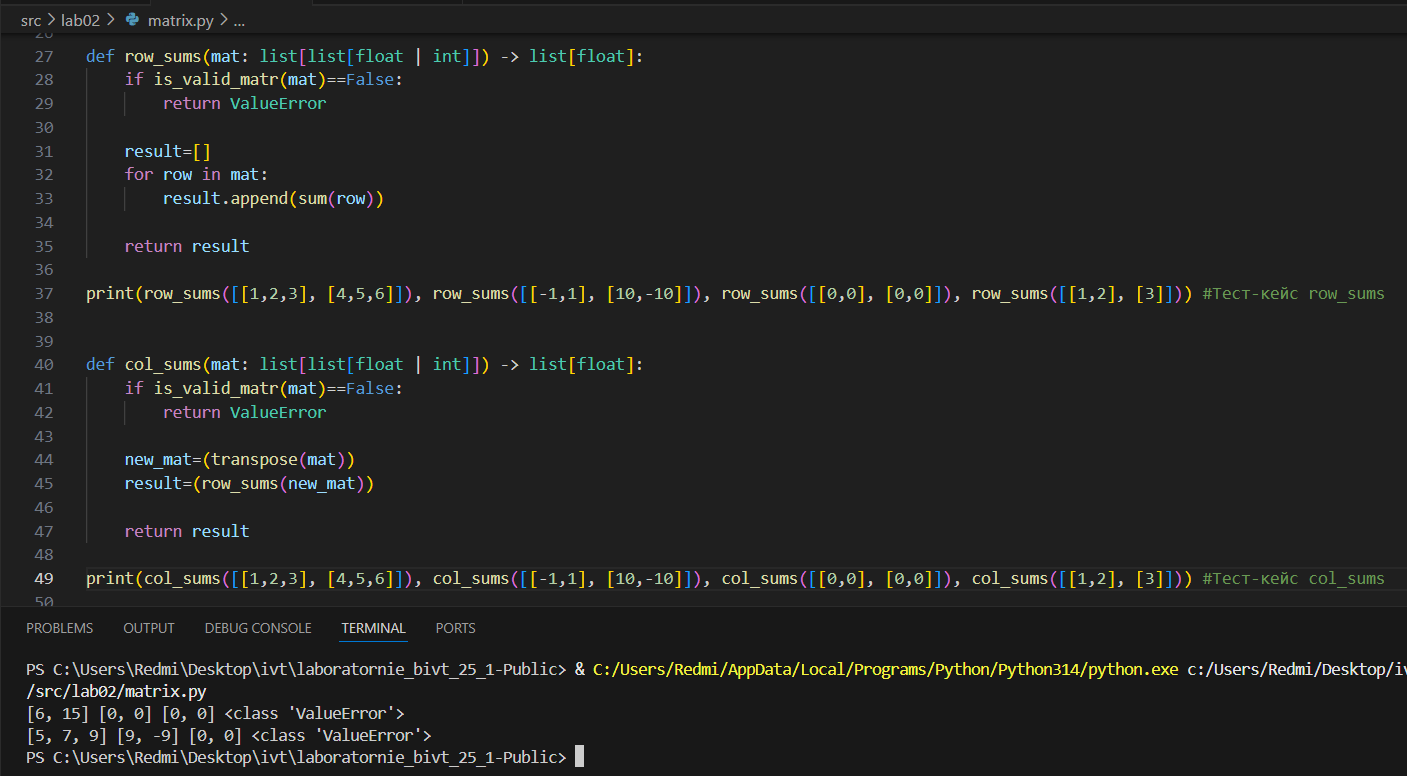 src > lab02 > matrix.py > ...
26
27 def row_sums(mat: list[list[float | int]]) -> list[float]:
28     if is_valid_matr(mat)==False:
29         return ValueError
30
31     result=[]
32     for row in mat:
33         result.append(sum(row))
34
35     return result
36
37 print(row_sums([[1,2,3], [4,5,6]]), row_sums([[-1,1], [10,-10]]), row_sums([[0,0], [0,0]]), row_sums([[1,2], [3]])) #Тест-кейс row_sums
38
39
40 def col_sums(mat: list[list[float | int]]) -> list[float]:
41     if is_valid_matr(mat)==False:
42         return ValueError
43
44     new_mat=(transpose(mat))
45     result=(row_sums(new_mat))
46
47     return result
48
49 print(col_sums([[1,2,3], [4,5,6]]), col_sums([[-1,1], [10,-10]]), col_sums([[0,0], [0,0]]), col_sums([[1,2], [3]])) #Тест-кейс col_sums
50
PROBLEMS OUTPUT DEBUG CONSOLE TERMINAL PORTS
PS C:\Users\Redmi\Desktop\ivt\laboratornie_bivt_25_1-Public> & C:/Users/Redmi/AppData/Local/Programs/Python/Python314/python.exe c:/Users/Redmi/Desktop/iv
/src/lab02/matrix.py
[6, 15] [0, 0] [0, 0] <class 'ValueError'>
[5, 7, 9] [9, -9] [0, 0] <class 'ValueError'>
PS C:\Users\Redmi\Desktop\ivt\laboratornie_bivt_25_1-Public>